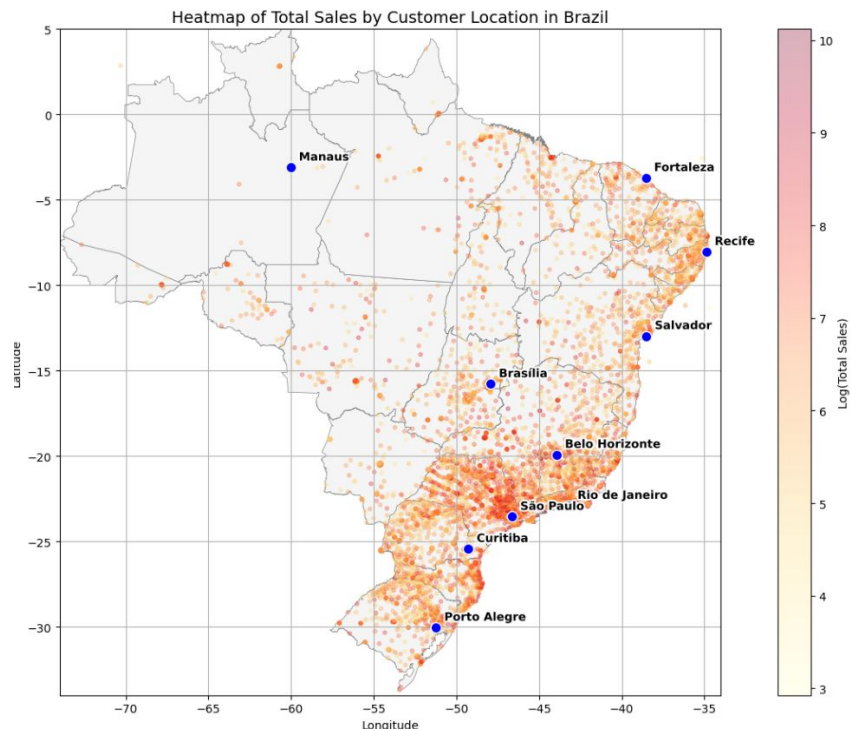 Heatmap of Total Sales by Customer Location in Brazil
5
0
−5
−10
−15
−20
−25
−30
Latitude
Manaus
Fortaleza
Recife
Salvador
Brasília
Belo Horizonte
Rio de Janeiro
São Paulo
Curitiba
Porto Alegre
−70
−65
−60
−55
−50
−45
−40
−35
Longitude
10
9
8
7
6
5
4
3
Log(Total Sales)